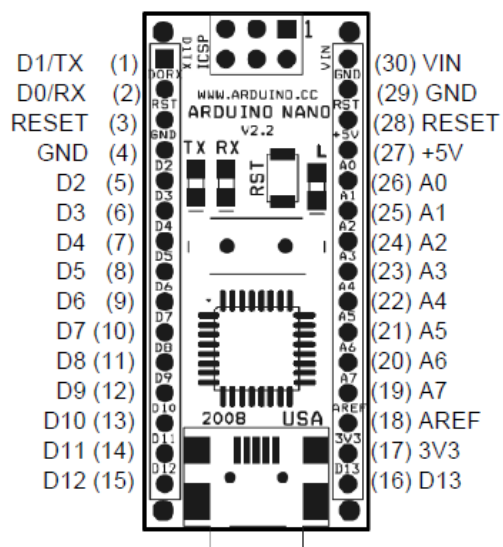 1
D1TX
ICSP
VIN
D1/TX (1)
(30) VIN
D0RX
GND
D0/RX (2)
(29) GND
WWW.ARDUINO.CC
RST
RST
ARDUINO NANO
RESET (3)
(28) RESET
V2.2
GND
+5V
GND (4)
TX RX
L
(27) +5V
D2
A0
RST
D2 (5)
(26) A0
D3
A1
D3 (6)
(25) A1
D4
A2
D4 (7)
(24) A2
D5
A3
D5 (8)
(23) A3
D6
A4
D6 (9)
(22) A4
D7
A5
D7 (10)
(21) A5
D8
A6
D8 (11)
(20) A6
D9
A7
D9 (12)
(19) A7
D10
AREF
D10 (13)
2008 USA
(18) AREF
D11
3V3
D11 (14)
(17) 3V3
D12
D13
D12 (15)
(16) D13